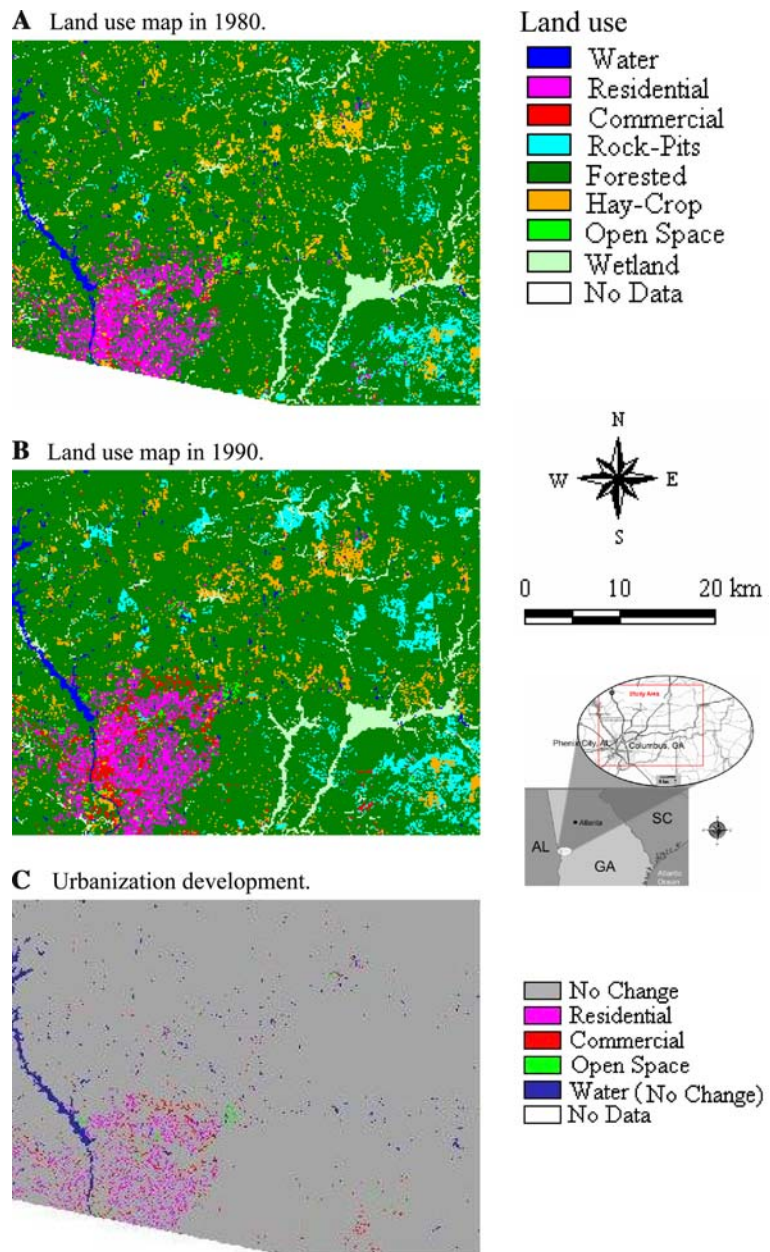 A Land use map in 1980.
Land use
Water
Residential
Commercial
Rock-Pits
Forested
Hay-Crop
Open Space
Wetland
No Data
B Land use map in 1990.
N
W E
S
0 10 20 km
Study Area
Phenix City, AL
Columbus, GA
Atlanta
SC
AL
GA
Atlantic
Ocean
C Urbanization development.
No Change
Residential
Commercial
Open Space
Water (No Change)
No Data